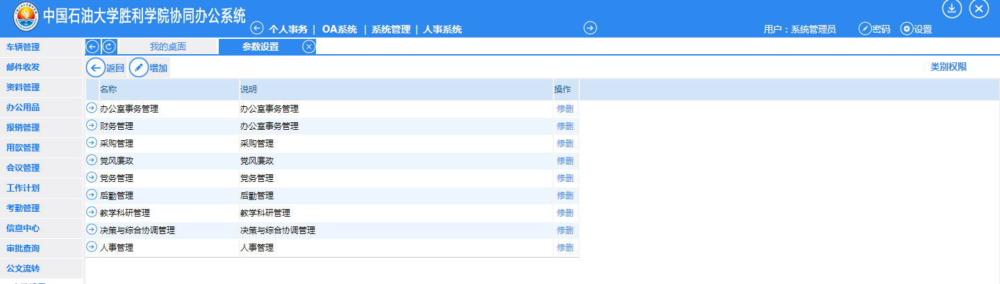 中国石油大学胜利学院协同办公系统
个人事务 | OA系统 | 系统管理 | 人事系统
用户：系统管理员 密码 设置
车辆管理
邮件收发
资料管理
办公用品
报销管理
用款管理
会议管理
工作计划
考勤管理
信息中心
审批查询
公文流转
我的桌面 参数设置
返回 增加 类别权限
名称 说明 操作
办公室事务管理 办公室事务管理 修删
财务管理 办公室事务管理 修删
采购管理 采购管理 修删
党风廉政 党风廉政 修删
党务管理 党务管理 修删
后勤管理 后勤管理 修删
教学科研管理 教学科研管理 修删
决策与综合协调管理 决策与综合协调管理 修删
人事管理 人事管理 修删